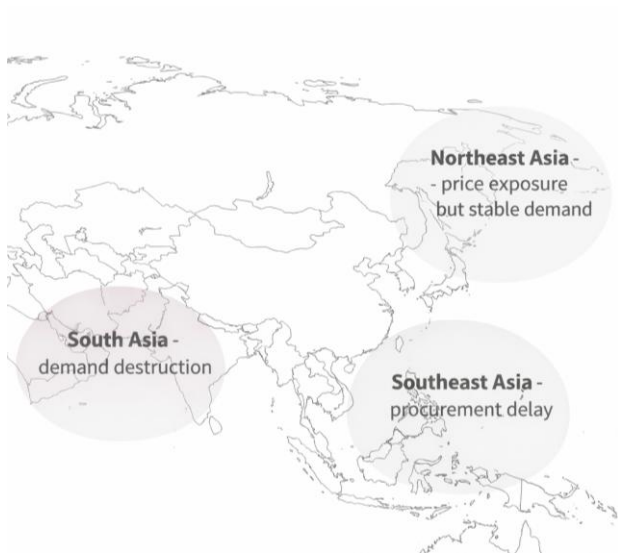 Northeast Asia -
- price exposure
but stable demand
South Asia -
demand destruction
Southeast Asia -
procurement delay